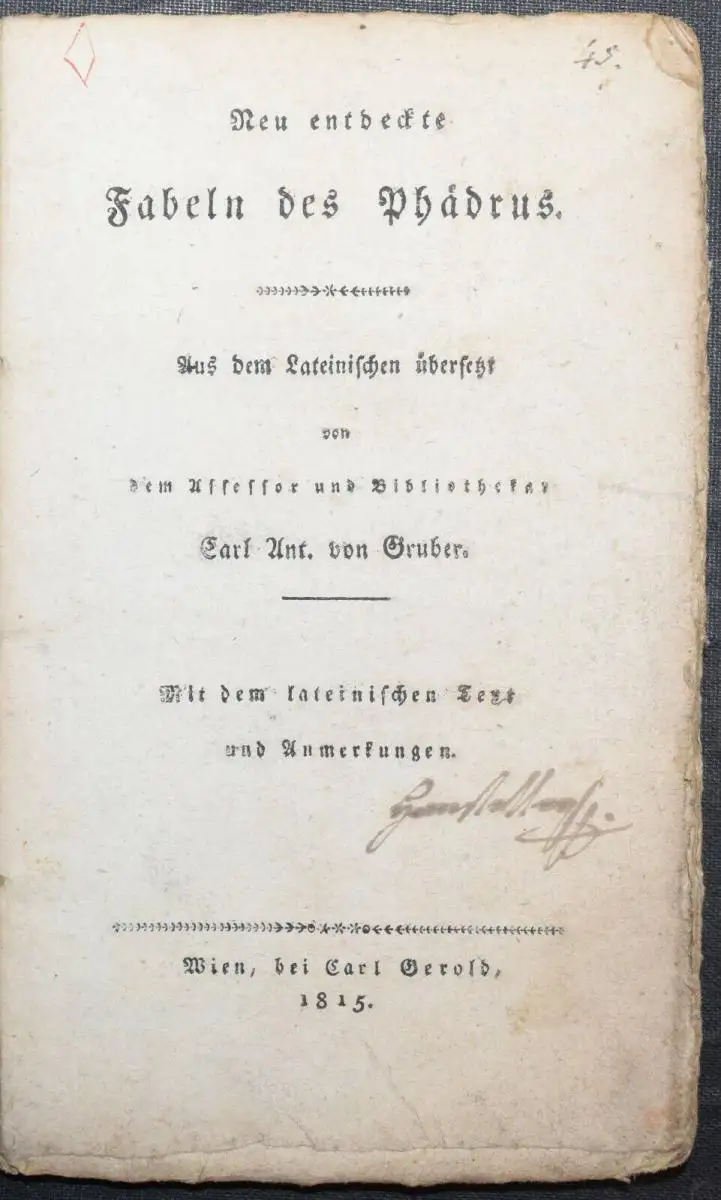 45.
Neu entdeckte
Fabeln des Phädrus.
Aus dem Lateinischen übersetzt
von
dem Assessor und Bibliothekar
Carl Ant. von Gruber.
Mit dem lateinischen Text
und Anmerkungen.
Wien, bei Carl Gerold,
1815.